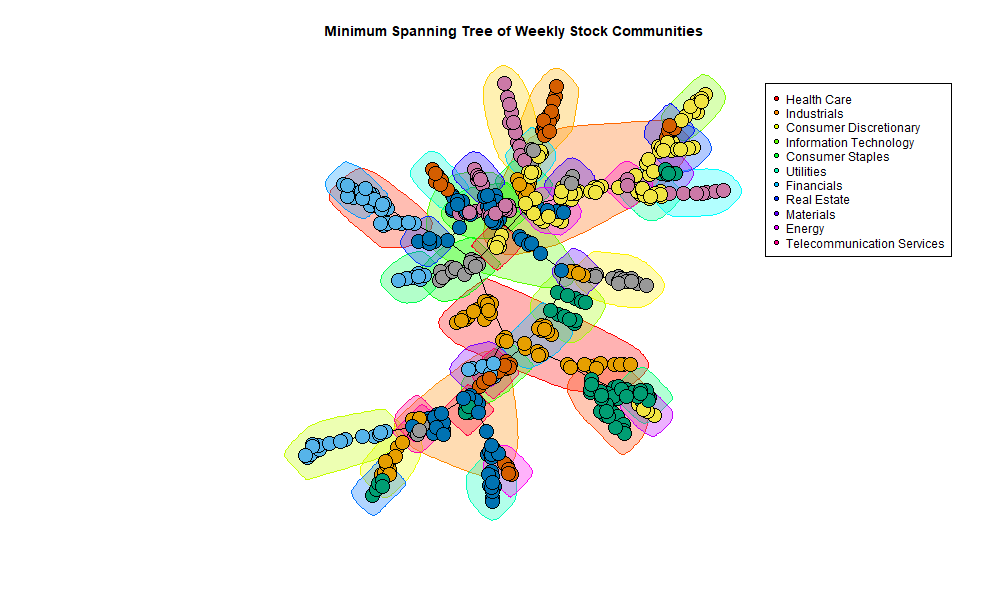 Minimum Spanning Tree of Weekly Stock Communities
Health Care
Industrials
Consumer Discretionary
Information Technology
Consumer Staples
Utilities
Financials
Real Estate
Materials
Energy
Telecommunication Services